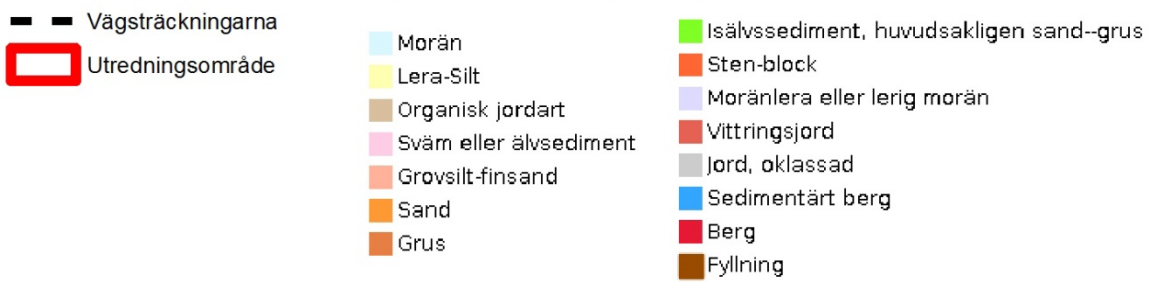 Vägsträckningarna
Utredningsområde
Morän
Lera-Silt
Organisk jordart
Sväm eller älvsediment
Grovsilt-finsand
Sand
Grus
Isälvssediment, huvudsakligen sand--grus
Sten-block
Moränlera eller lerig morän
Vittringsjord
Jord, oklassad
Sedimentärt berg
Berg
Fyllning